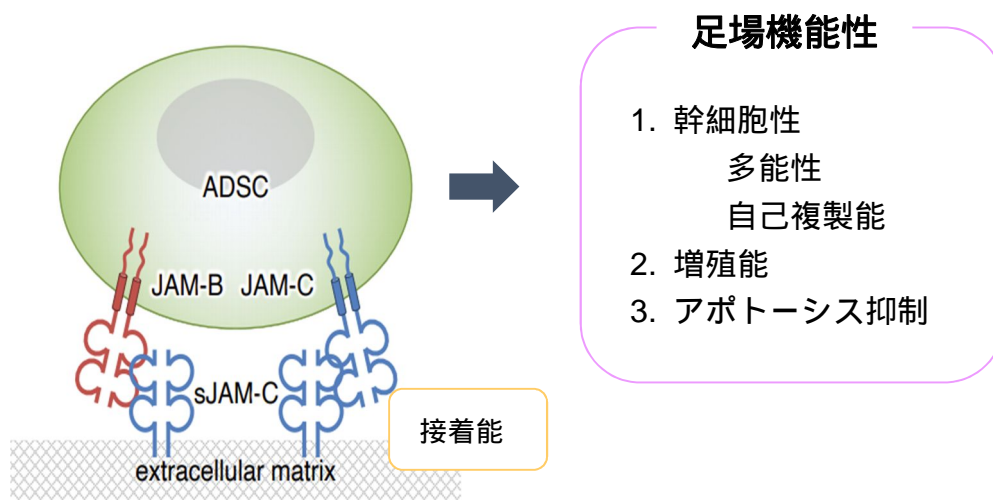 足場機能性
1. 幹細胞性
多能性
自己複製能
2. 増殖能
3. アポトーシス抑制
ADSC
JAM-B JAM-C
sJAM-C
接着能
extracellular matrix